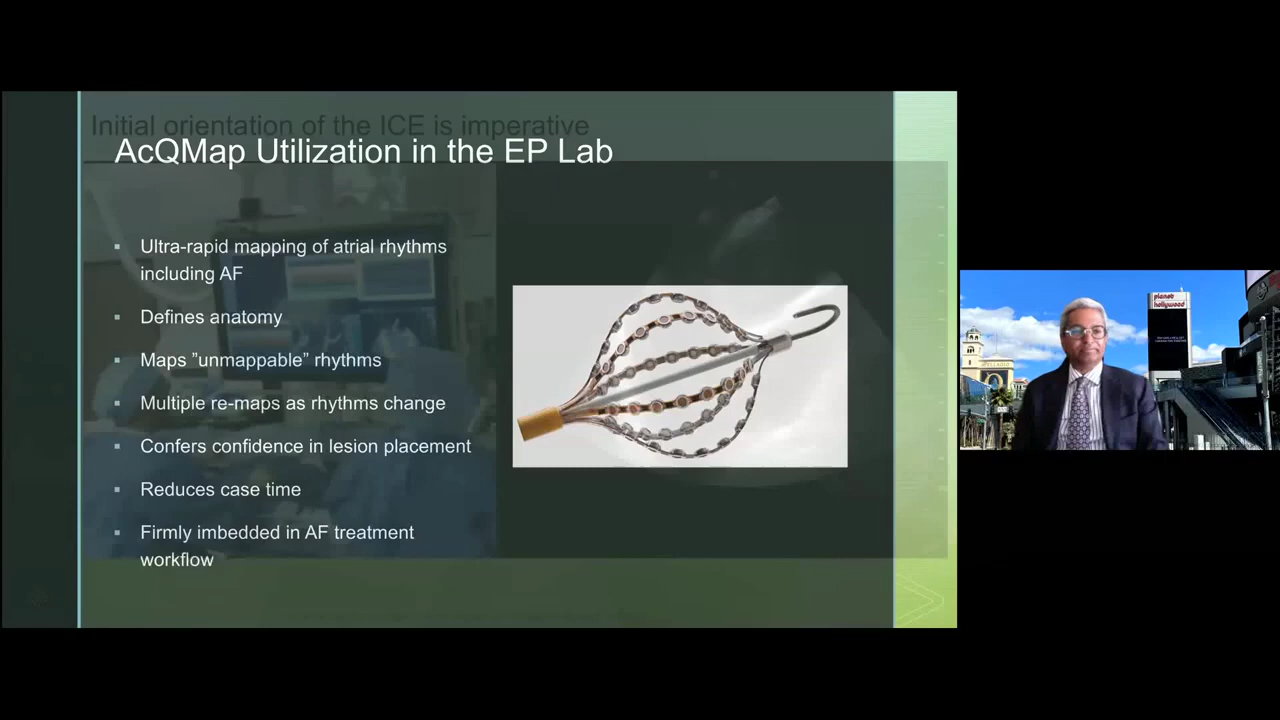 Initial orientation of the ICE is imperative
AcQMap Utilization in the EP Lab
▪ Ultra-rapid mapping of atrial rhythms
including AF
▪ Defines anatomy
▪ Maps ”unmappable” rhythms
▪ Multiple re-maps as rhythms change
▪ Confers confidence in lesion placement
▪ Reduces case time
▪ Firmly imbedded in AF treatment
workflow
planet
hollywood